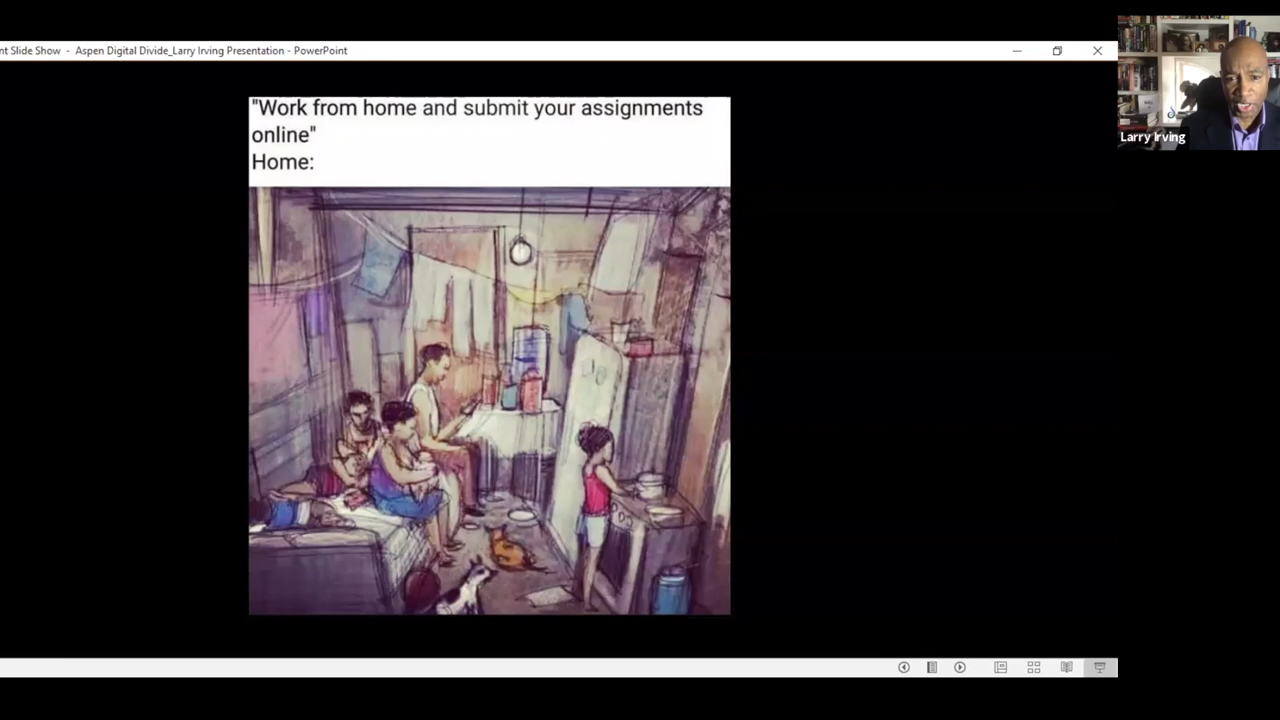 nt Slide Show - Aspen Digital Divide_Larry Irving Presentation - PowerPoint
"Work from home and submit your assignments
online"
Home:
Larry Irving